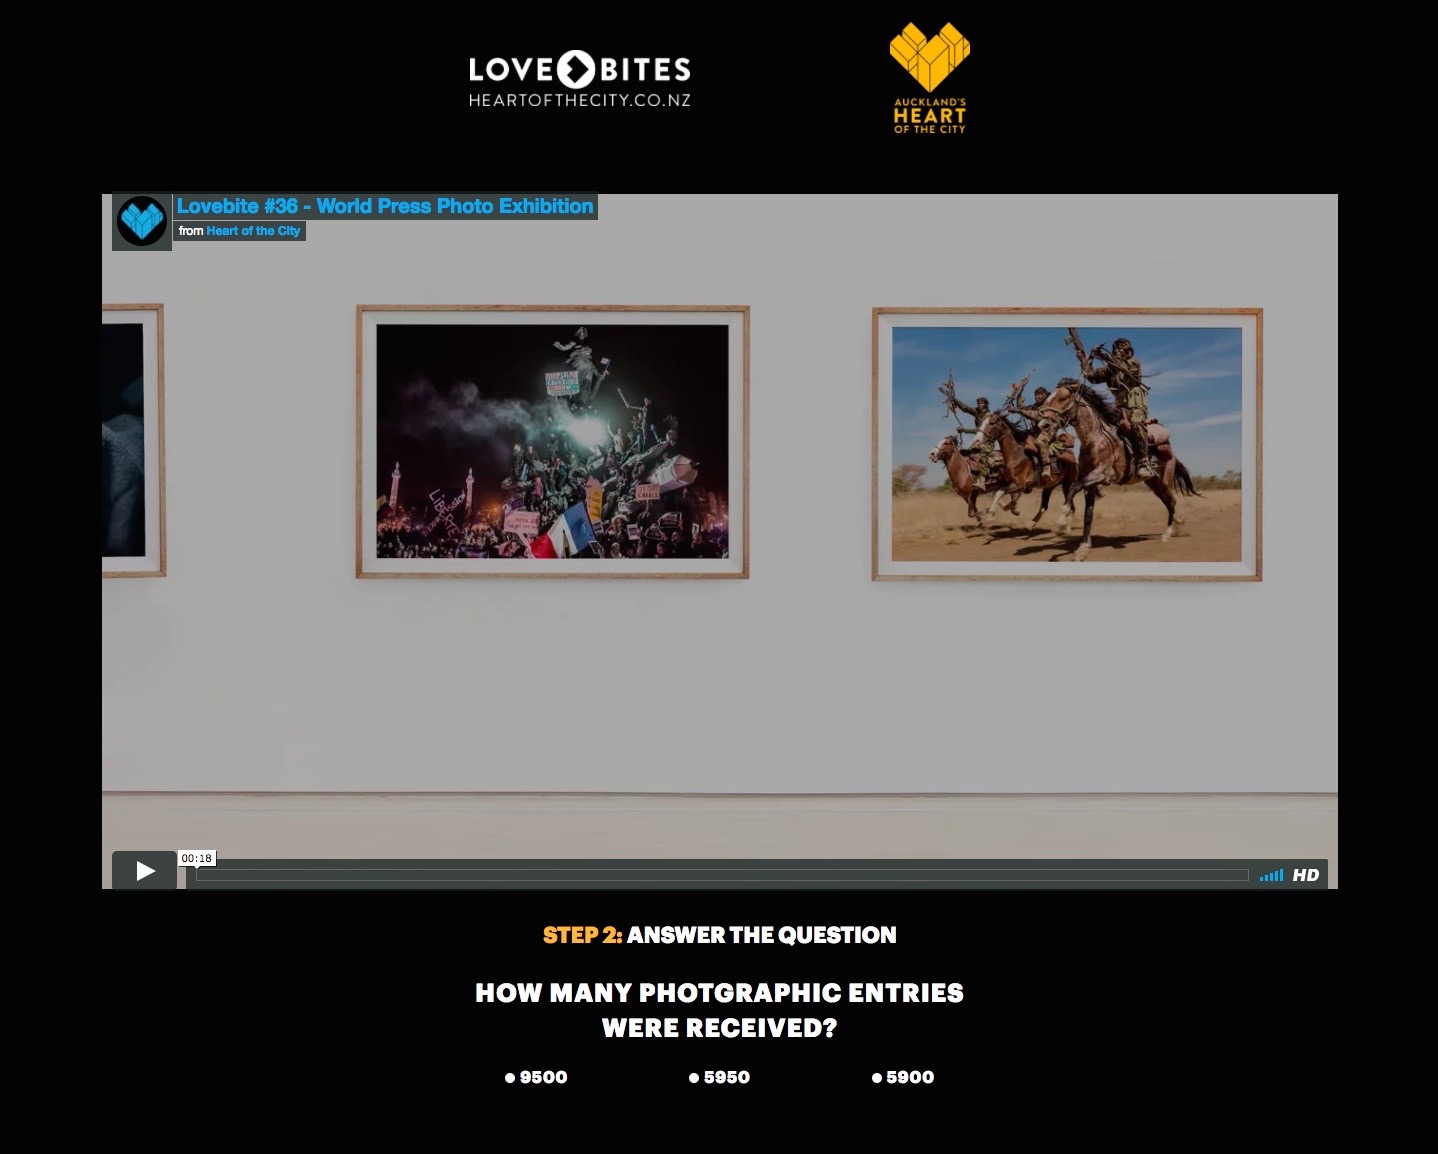 LOVE BITES
HEARTOFTHECITY.CO.NZ
AUCKLAND'S
HEART
OF THE CITY
Lovebite #36 - World Press Photo Exhibition
from Heart of the City
00:18
HD
STEP 2: ANSWER THE QUESTION
HOW MANY PHOTGRAPHIC ENTRIES
WERE RECEIVED?
9500
5950
5900